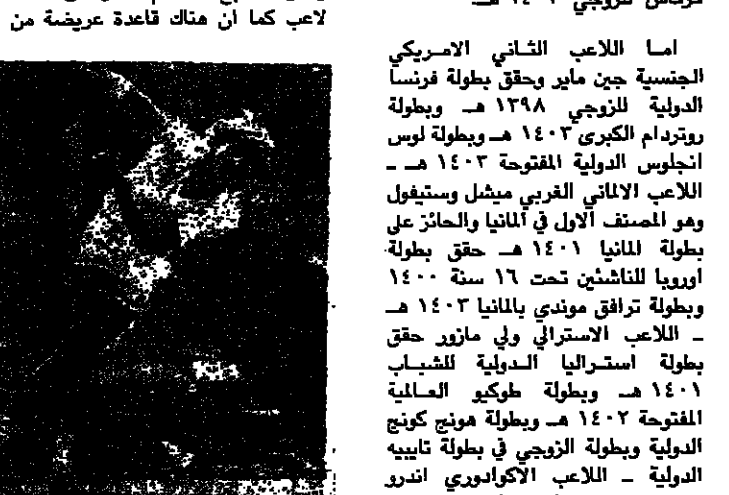 اما اللاعب الثاني الامريكي
الجنسية جين ماير وحقق بطولة فرنسا
الدولية للزوجي ١٣٩٨ هـ وبطولة
روتردام الكبرى ١٤٠٣ هـ وبطولة لوس
انجلوس الدولية المفتوحة ١٤٠٣ هـ ـ
اللاعب الالماني الغربي ميشل وستيفول
وهو المصنف الاول في ألمانيا والحائز على
بطولة المانيا ١٤٠١ هـ حقق بطولة
اوروبا للناشئين تحت ١٦ سنة ١٤٠٠
وبطولة ترافق موندي بالمانيا ١٤٠٣ هـ
ـ اللاعب الاسترالي ولي مازور حقق
بطولة استراليا الدولية للشباب
١٤٠١ هـ وبطولة طوكيو العالمية
المفتوحة ١٤٠٢ هـ وبطولة هونج كونج
الدولية وبطولة الزوجي في بطولة تايبيه
الدولية ـ اللاعب الاكوادوري اندرو
لاعب كما ان هناك قاعدة عريضة من